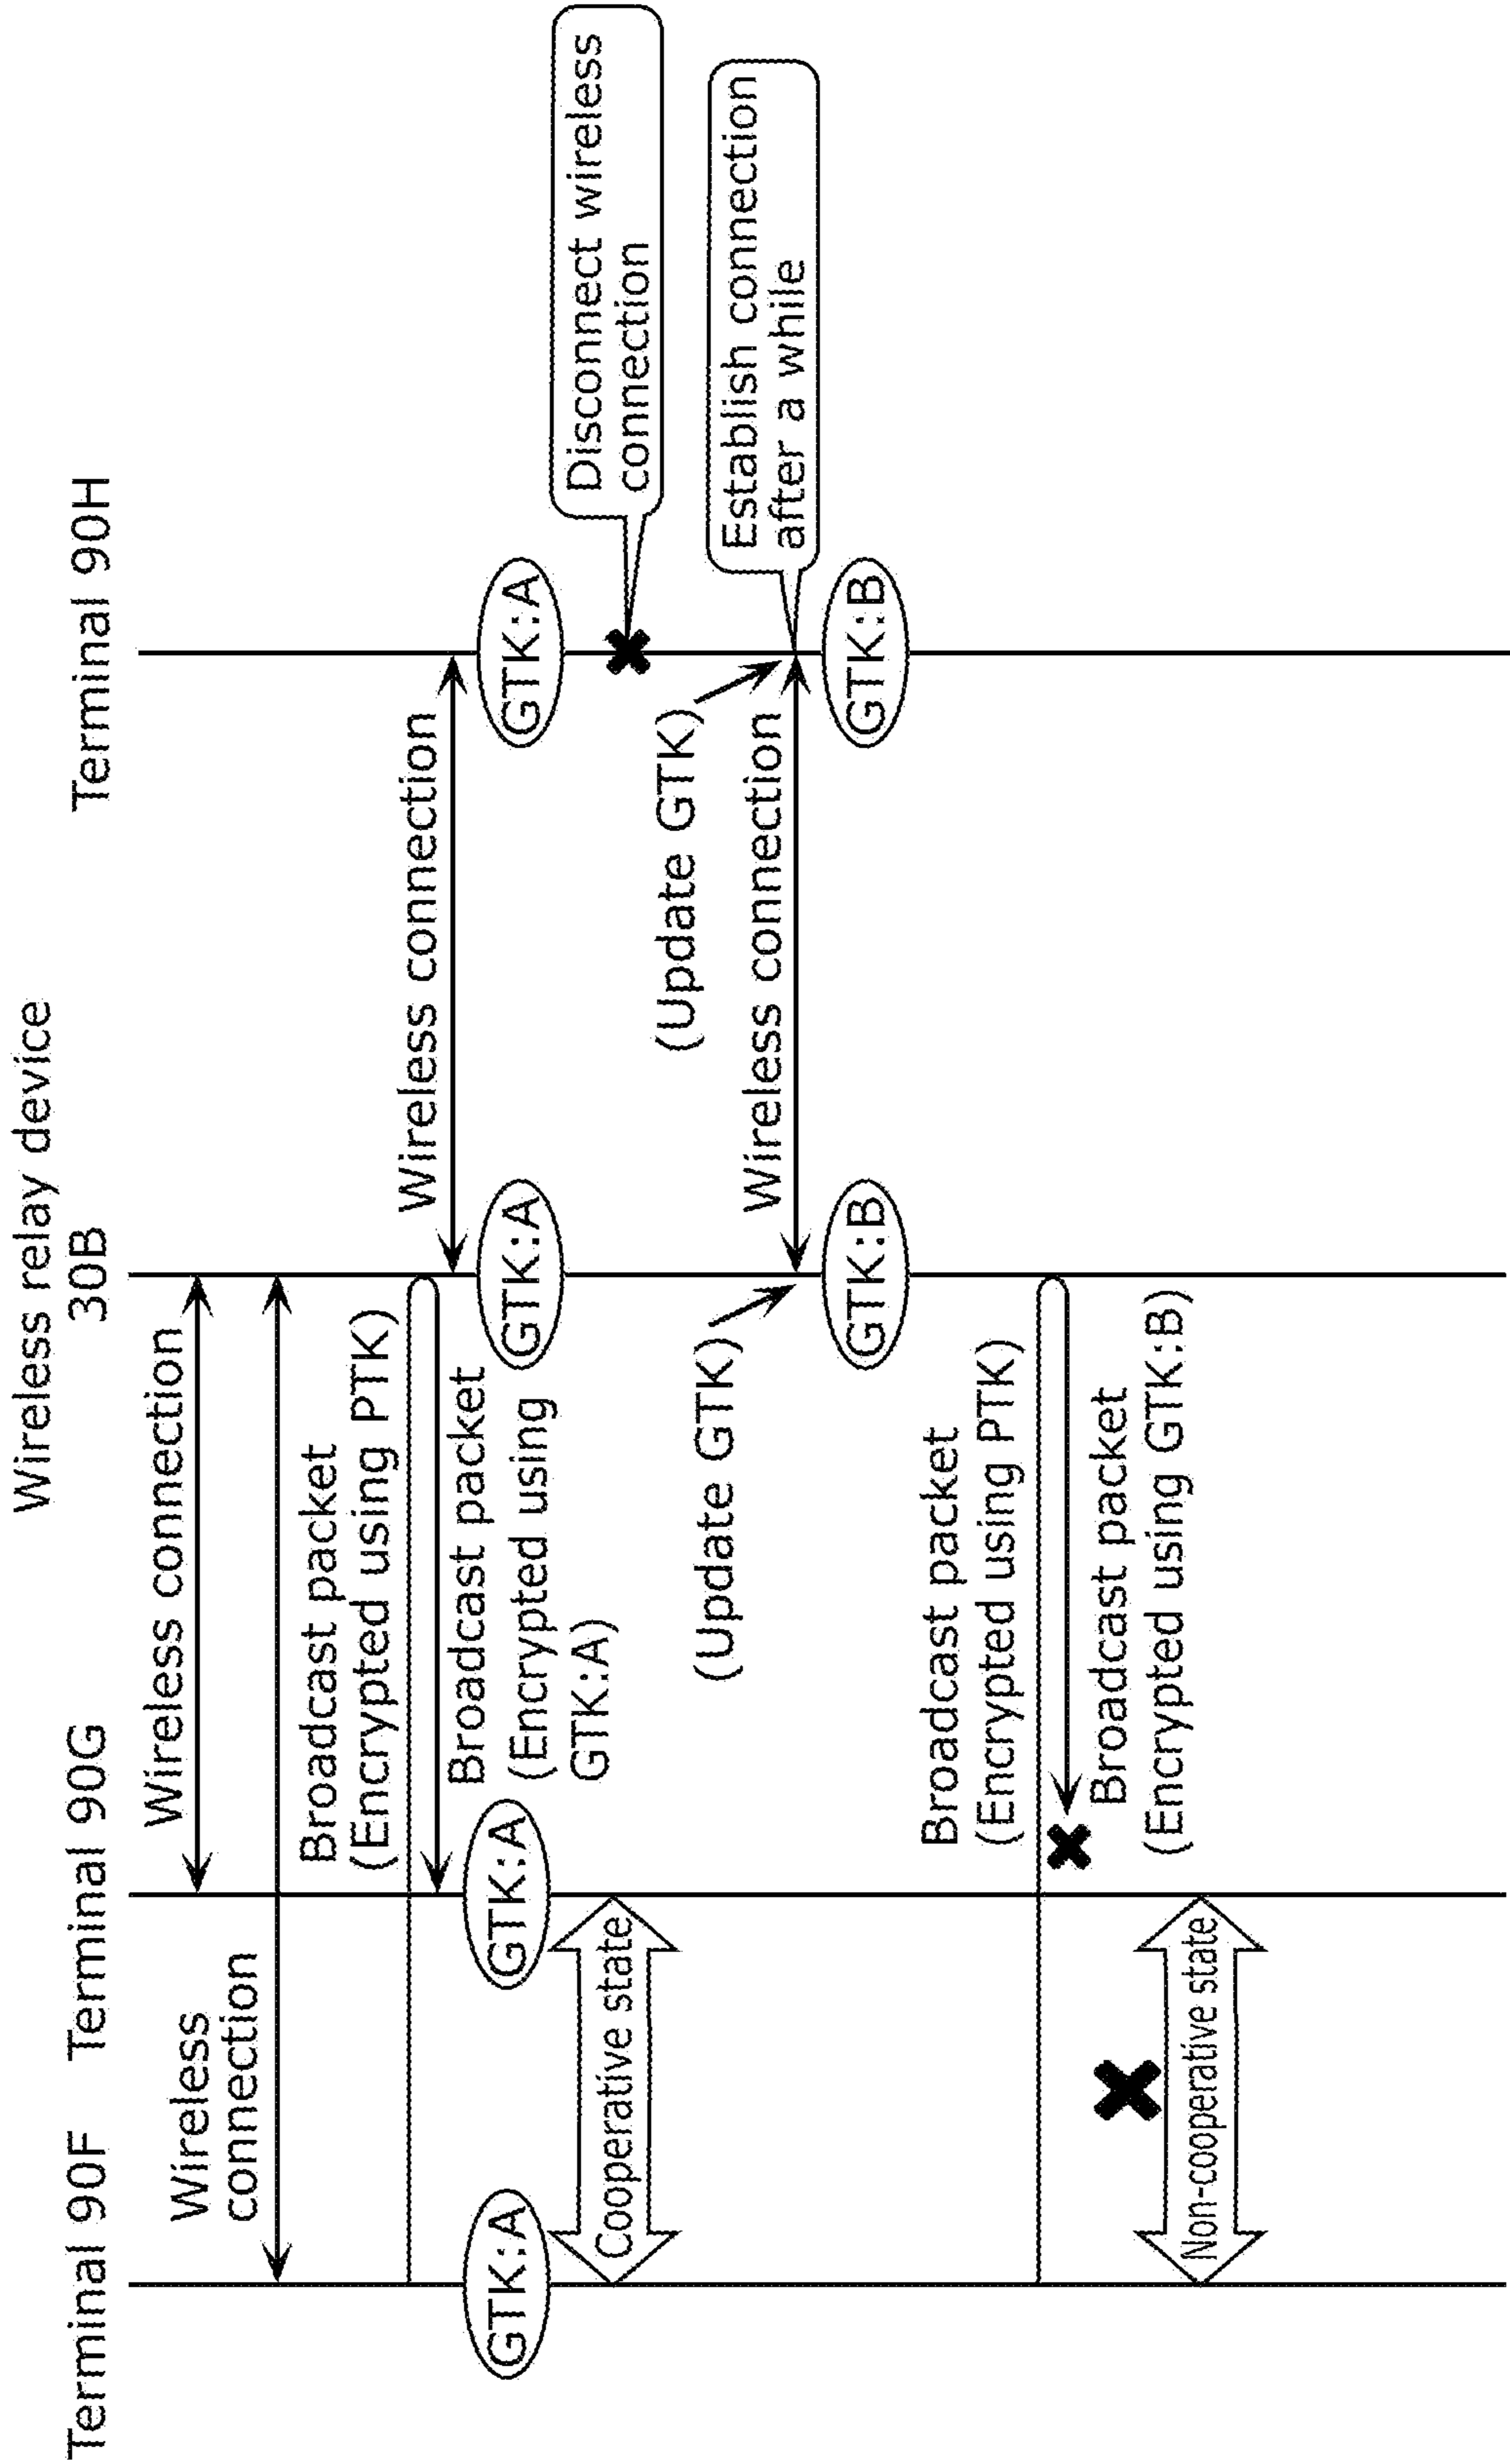 Terminal 90F
Terminal 90G
Wireless relay device
30B
Terminal 90H
Wireless connection
Wireless
connection
Broadcast packet
(Encrypted using PTK)
Broadcast packet
(Encrypted using
GTK:A)
Wireless connection
GTK:A
GTK:A
GTK:A
GTK:A
Cooperative state
Disconnect wireless
connection
(Update GTK)
(Update GTK)
Wireless connection
Establish connection
after a while
GTK:B
GTK:B
Broadcast packet
(Encrypted using PTK)
Broadcast packet
(Encrypted using GTK:B)
Non-cooperative state